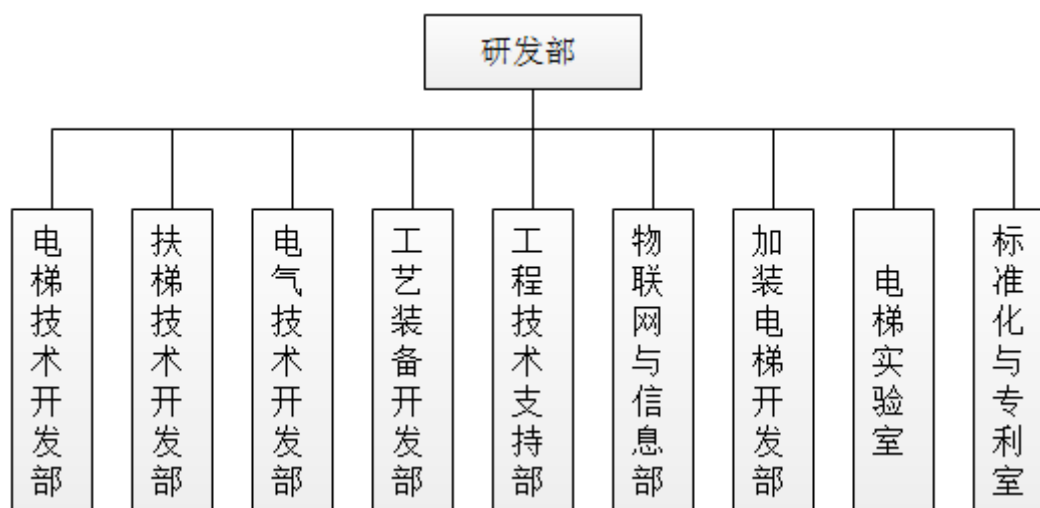 研发部
电梯技术开发部
扶梯技术开发部
电气技术开发部
工艺装备开发部
工程技术支持部
物联网与信息部
加装电梯开发部
电梯实验室
标准化与专利室